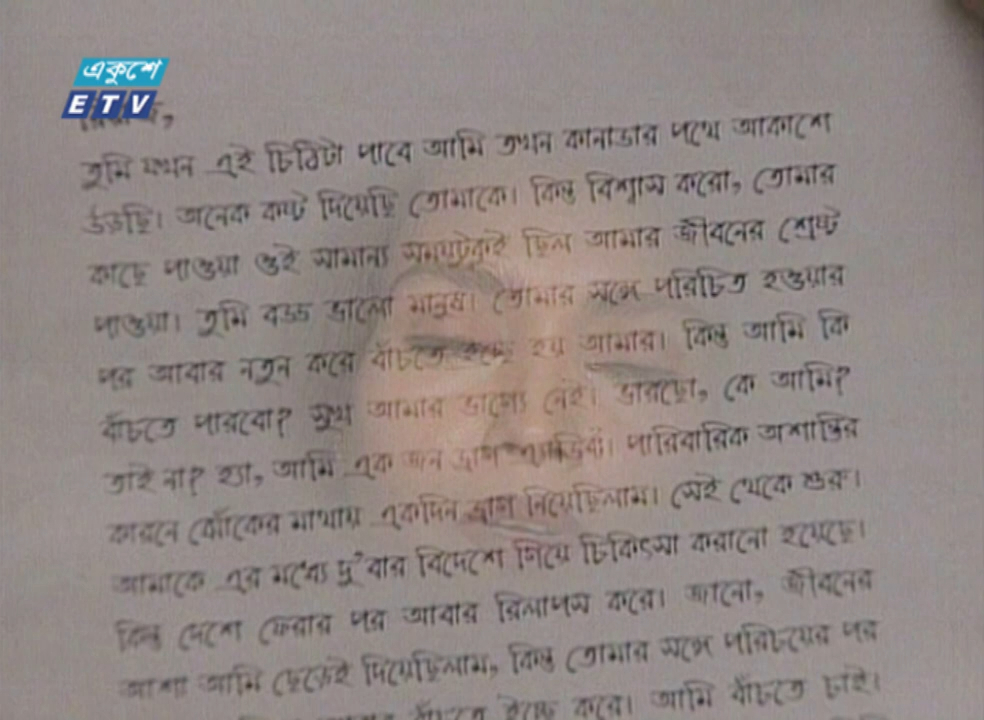 একুশে
ETV
তুমি যখন এই চিঠিটা পাবে আমি তখন কানাডার পথে আকাশে
উড়ছি। অনেক কষ্ট দিয়েছি তোমাকে। কিন্তু বিশ্বাস করো, তোমার
কাছে পাওয়া ওই সামান্য সময়টুকুই ছিল আমার জীবনের শ্রেষ্ট
পাওয়া। তুমি বড্ড ভালো মানুষ। তোমার সঙ্গে পরিচিত হওয়ার
পর আবার নতুন করে বাঁচতে ইচ্ছে হয় আমার। কিন্তু আমি কি
বাঁচতে পারবো? সুখ আমার ভাগ্যে নেই। ভাবছো, কে আমি?
তাই না? হ্যা, আমি এক জন ড্রাগ এ্যাডিক্টা। পারিবারিক অশান্তির
কারনে ঝোঁকের মাথায় একদিন ড্রাগ নিয়েছিলাম। সেই থেকে শুরু।
আমাকে এর মধ্যে দু'বার বিদেশে গিয়ে চিকিৎসা করানো হয়েছে।
কিন্তু দেশে ফেরার পর আবার রিলাপস করে। জানো, জীবনের
আশা আমি ছেড়েই দিয়েছিলাম, কিন্তু তোমার সঙ্গে পরিচয়ের পর
বাঁচতে ইচ্ছে করে। আমি বাঁচতে চাই।